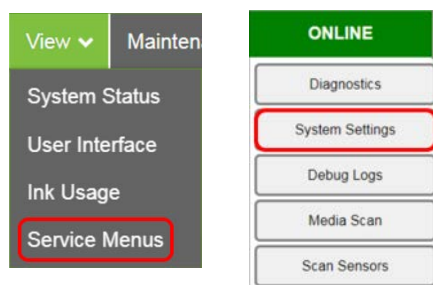 View
Mainten
System Status
User Interface
Ink Usage
Service Menus
ONLINE
Diagnostics
System Settings
Debug Logs
Media Scan
Scan Sensors